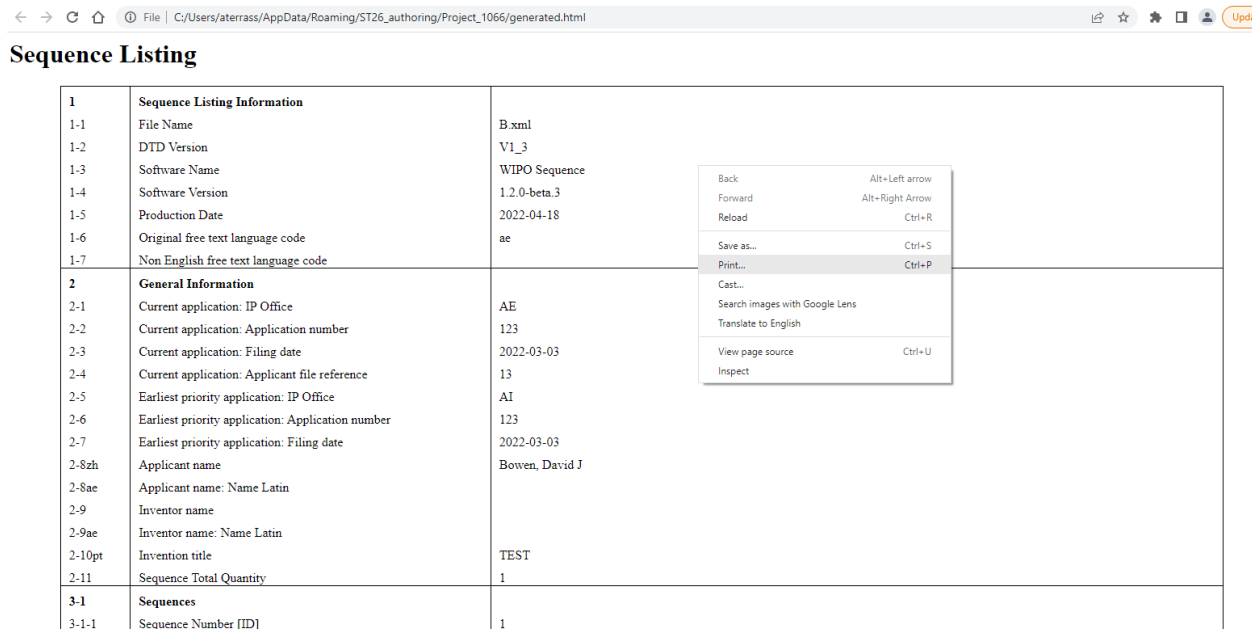 File | C:/Users/aterrass/AppData/Roaming/ST26_authoring/Project_1066/generated.html
Sequence Listing
1 Sequence Listing Information
1-1 File Name B.xml
1-2 DTD Version V1_3
1-3 Software Name WIPO Sequence
1-4 Software Version 1.2.0-beta.3
1-5 Production Date 2022-04-18
1-6 Original free text language code ae
1-7 Non English free text language code
2 General Information
2-1 Current application: IP Office AE
2-2 Current application: Application number 123
2-3 Current application: Filing date 2022-03-03
2-4 Current application: Applicant file reference 13
2-5 Earliest priority application: IP Office AI
2-6 Earliest priority application: Application number 123
2-7 Earliest priority application: Filing date 2022-03-03
2-8zh Applicant name Bowen, David J
2-8ae Applicant name: Name Latin
2-9 Inventor name
2-9ae Inventor name: Name Latin
2-10pt Invention title TEST
2-11 Sequence Total Quantity 1
3-1 Sequences
3-1-1 Sequence Number [ID] 1
Back Alt+Left arrow
Forward Alt+Right Arrow
Reload Ctrl+R
Save as... Ctrl+S
Print... Ctrl+P
Cast...
Search images with Google Lens
Translate to English
View page source Ctrl+U
Inspect